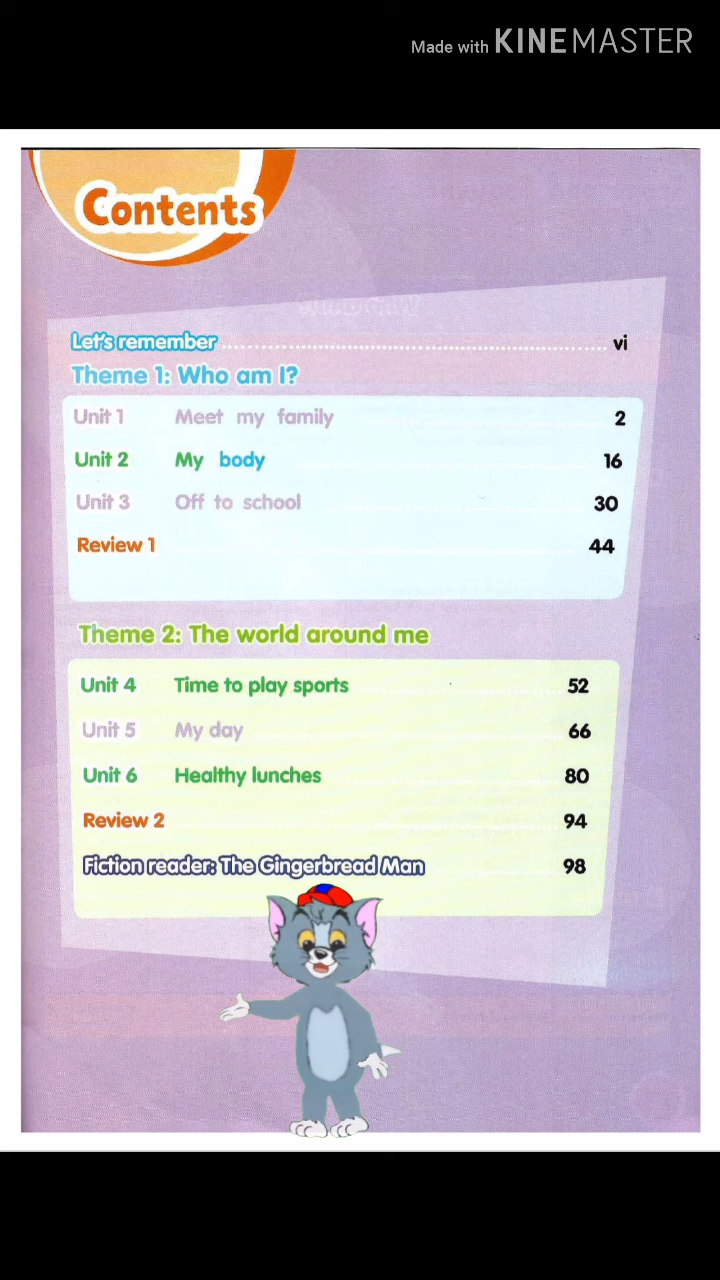 Made with KINEMASTER
Contents
Let's remember ........ vi
Theme 1: Who am I?
Unit 1 Meet my family 2
Unit 2 My body 16
Unit 3 Off to school 30
Review 1 44
Theme 2: The world around me
Unit 4 Time to play sports 52
Unit 5 My day 66
Unit 6 Healthy lunches 80
Review 2 94
Fiction reader: The Gingerbread Man 98